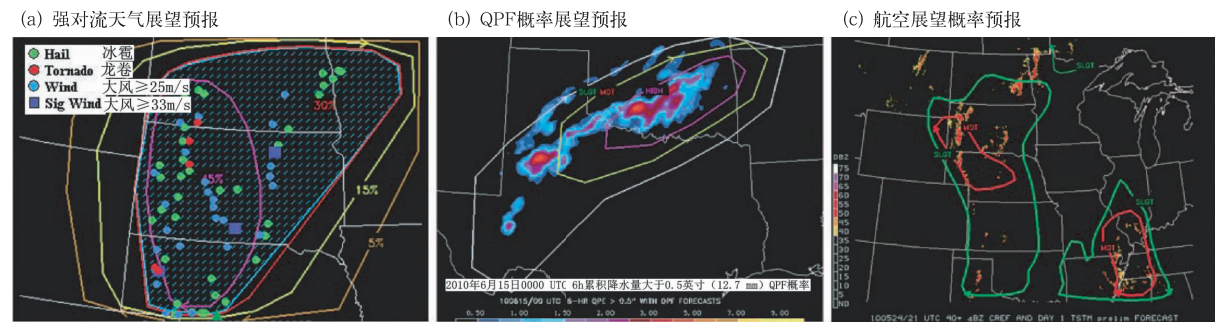 (a) 强对流天气展望预报
(b) QPF概率展望预报
(c) 航空展望概率预报
Hail 冰雹
Tornado 龙卷
Wind 大风≥25m/s
Sig Wind 大风≥33m/s
30%
45%
15%
5%
SLGT MDT HIGH
2010年6月15日0000 UTC 6h累积降水量大于0.5英寸（12.7 mm）QPF概率
100615/00 UTC 6-HR QPE > 0.5" WITH QPF FORECASTS
0.50 1.00 2.00 3.00 5.00 7.00 9.00
SLGT
MDT
SLGT
SLGT
MDT
DBZ
75
70
65
60
55
50
45
40
35
30
25
20
15
10
5
ND
100524/21 UTC 40+ dBZ CREF AND DAY 1 TSTM prelim FORECAST